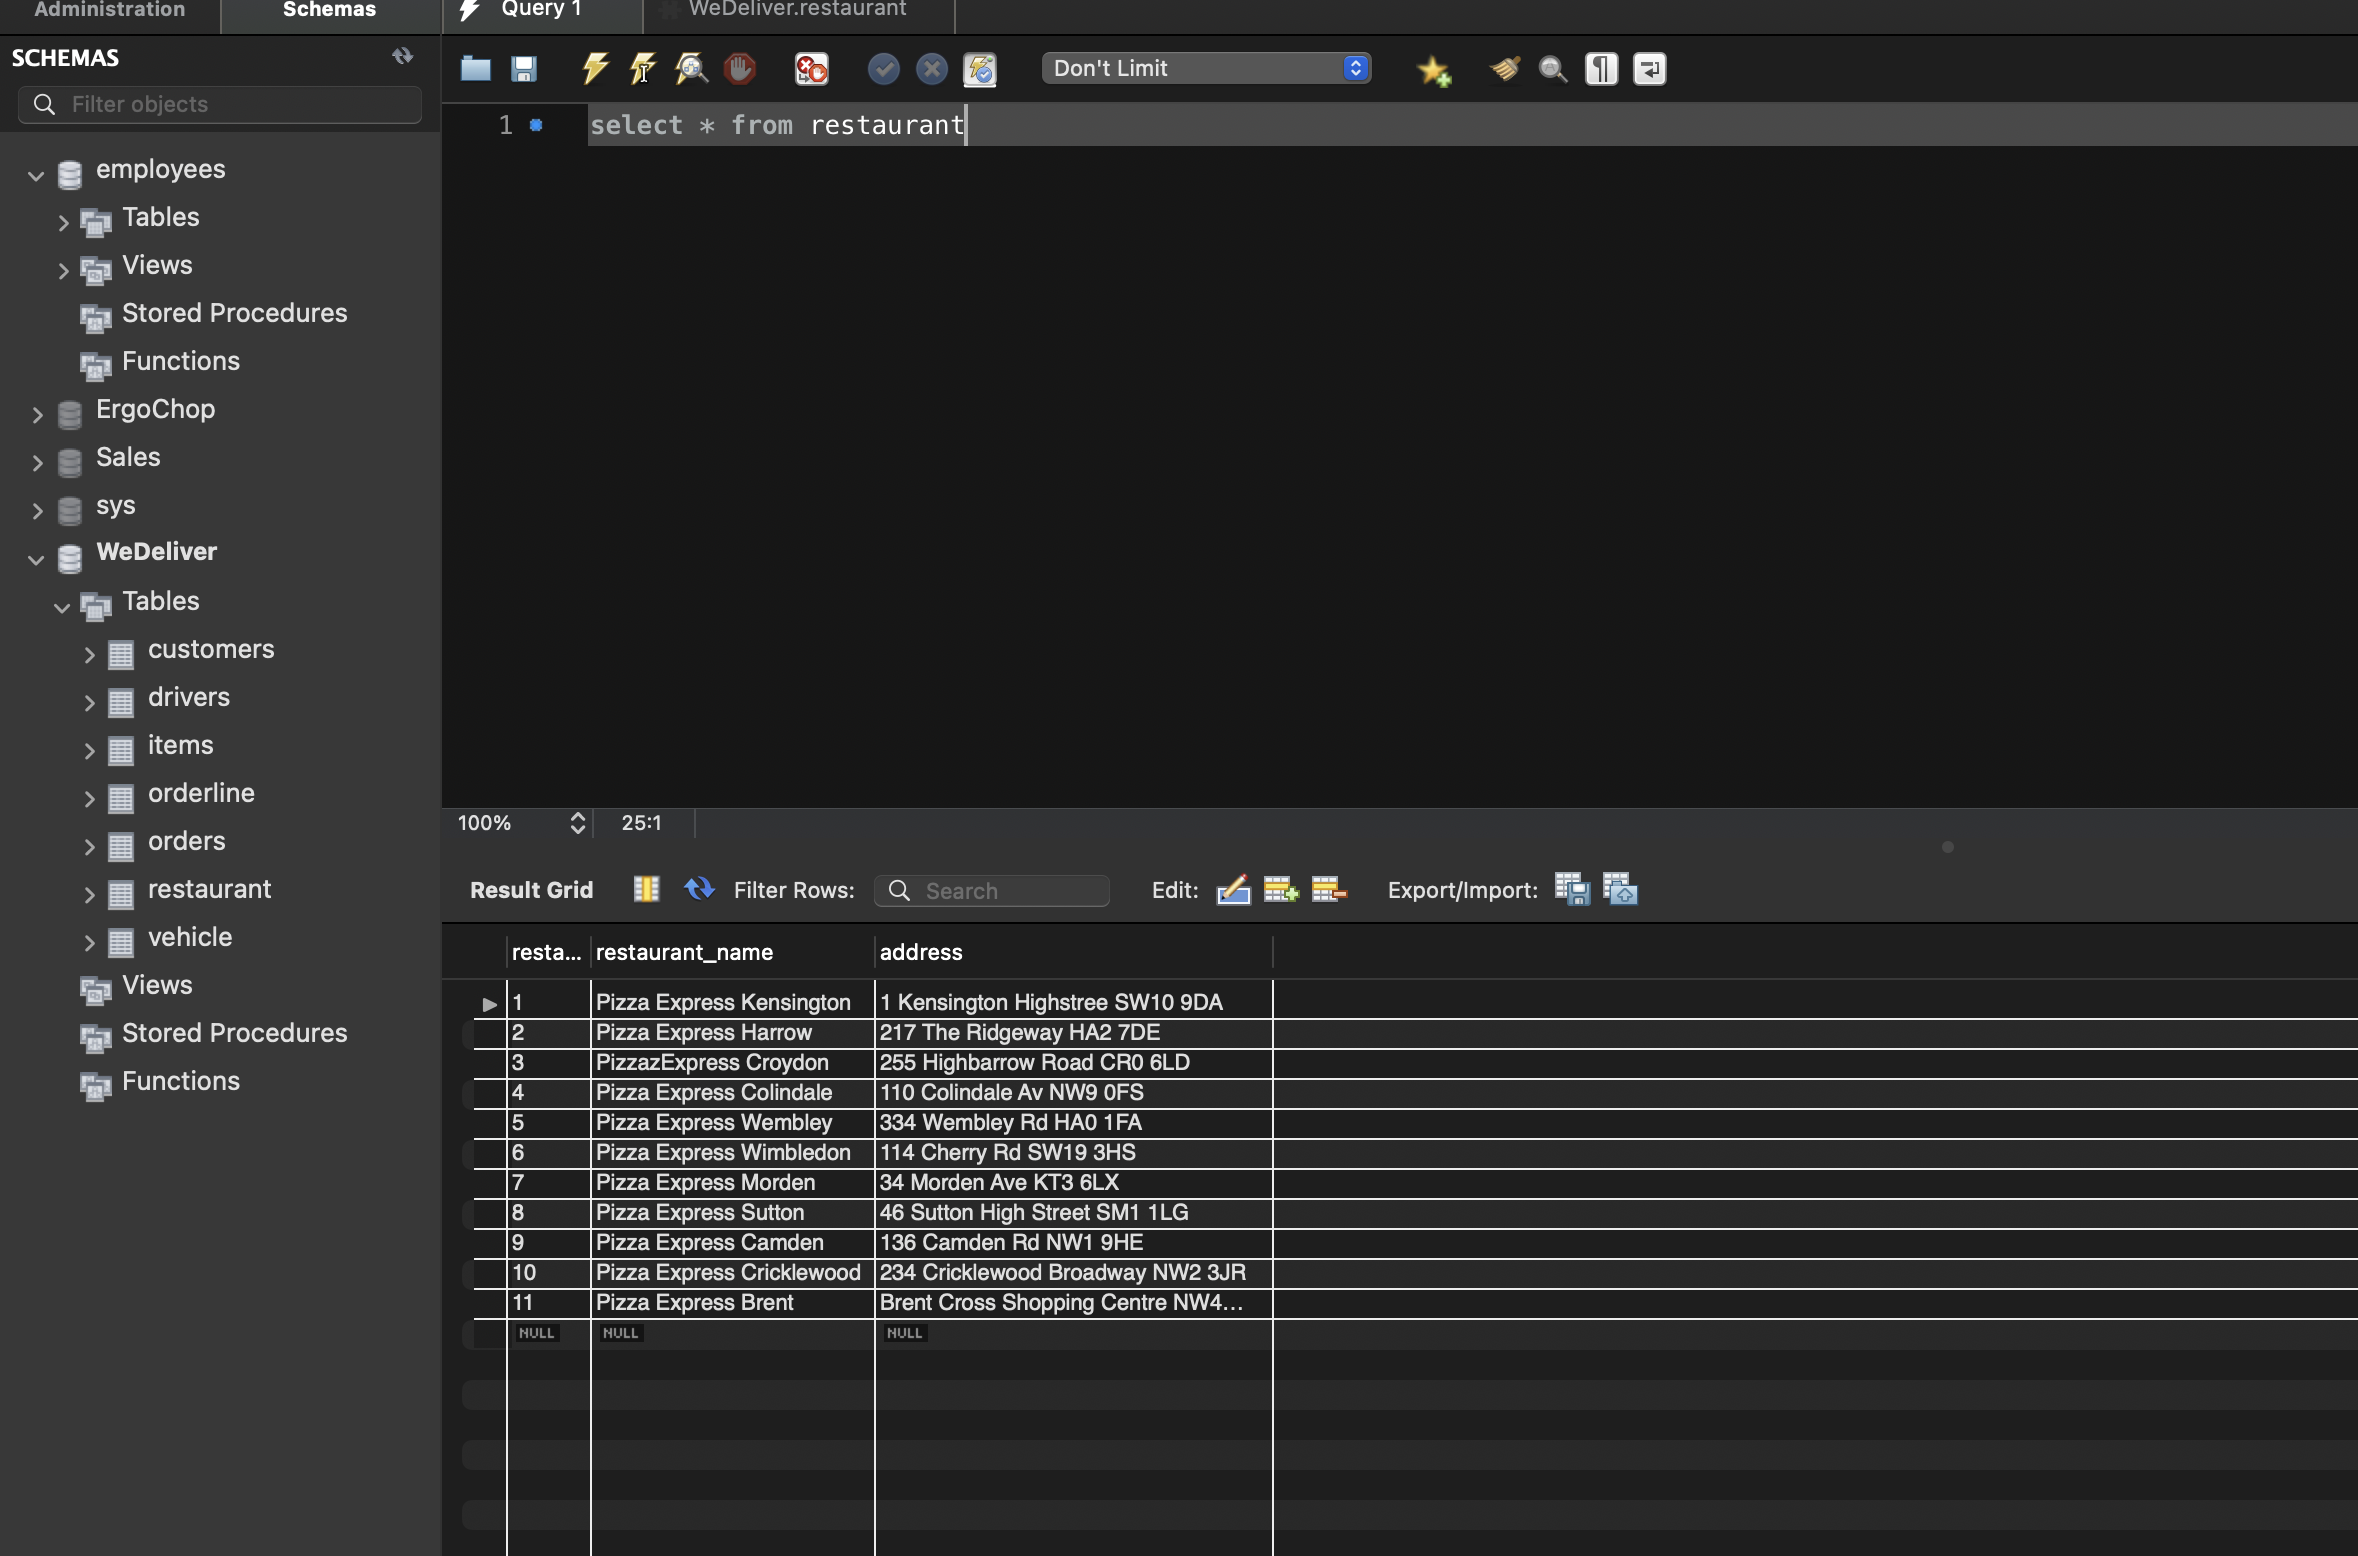 Administration
Schemas
Query 1
WeDeliver.restaurant
SCHEMAS
Filter objects
employees
Tables
Views
Stored Procedures
Functions
ErgoChop
Sales
sys
WeDeliver
Tables
customers
drivers
items
orderline
orders
restaurant
vehicle
Views
Stored Procedures
Functions
Don't Limit
1 select * from restaurant
100% 25:1
Result Grid Filter Rows: Search Edit: Export/Import:
resta... restaurant_name address
1 Pizza Express Kensington 1 Kensington Highstree SW10 9DA
2 Pizza Express Harrow 217 The Ridgeway HA2 7DE
3 PizzazExpress Croydon 255 Highbarrow Road CR0 6LD
4 Pizza Express Colindale 110 Colindale Av NW9 0FS
5 Pizza Express Wembley 334 Wembley Rd HA0 1FA
6 Pizza Express Wimbledon 114 Cherry Rd SW19 3HS
7 Pizza Express Morden 34 Morden Ave KT3 6LX
8 Pizza Express Sutton 46 Sutton High Street SM1 1LG
9 Pizza Express Camden 136 Camden Rd NW1 9HE
10 Pizza Express Cricklewood 234 Cricklewood Broadway NW2 3JR
11 Pizza Express Brent Brent Cross Shopping Centre NW4...
NULL NULL NULL